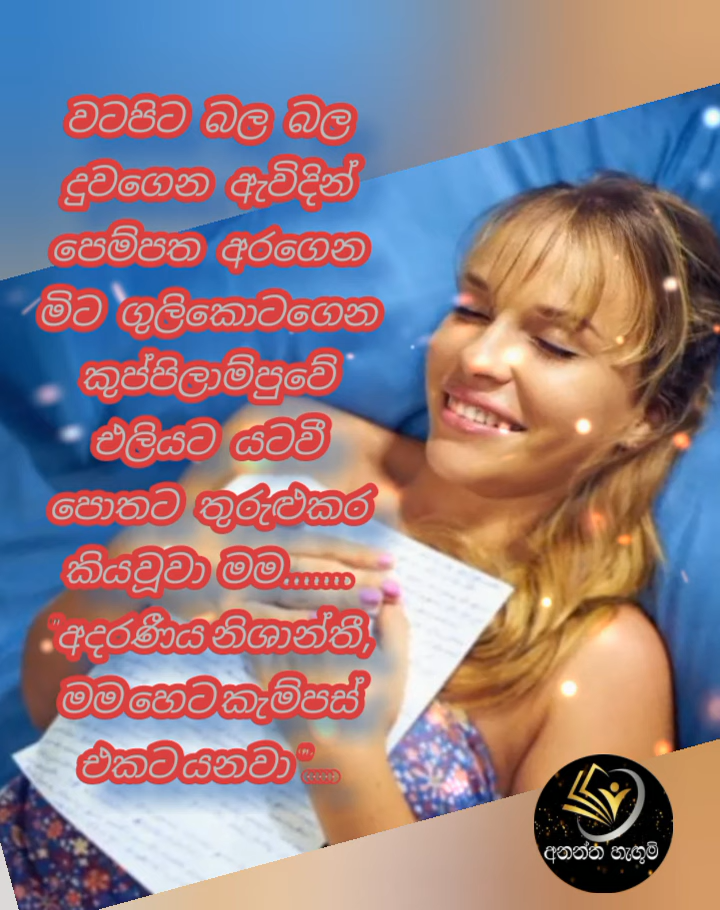 වටපිට බල බල
දුවගෙන ඇවිදින්
පෙම්පත අරගෙන
මිට ගුලිකොටගෙන
කුප්පිලාම්පුවේ
එලියට යටවී
පොතට තුරුළුකර
කියවූවා මම.......
"අදරණීය නිශාන්තී,
මම හෙට කැම්පස්
එකට යනවා".....
අනන්ත හැඟුම්